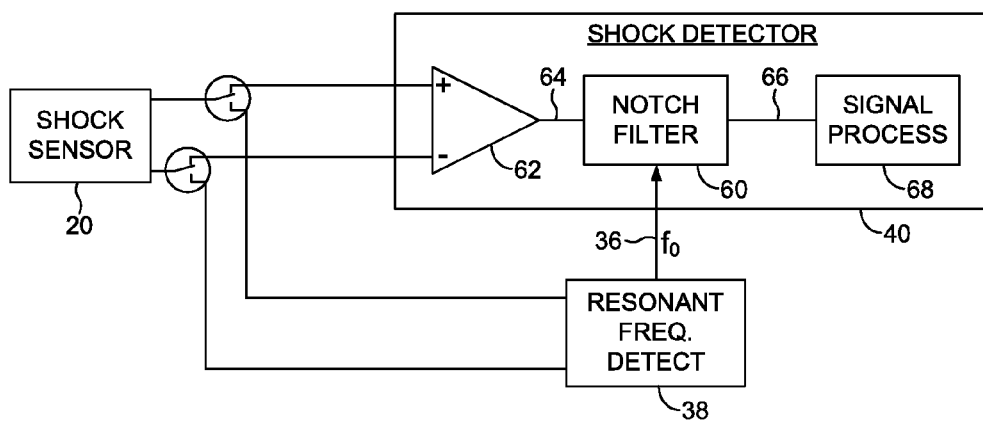 SHOCK DETECTOR
SHOCK
SENSOR
20
+
-
62
64
NOTCH
FILTER
60
66
SIGNAL
PROCESS
68
40
36
f₀
RESONANT
FREQ.
DETECT
38